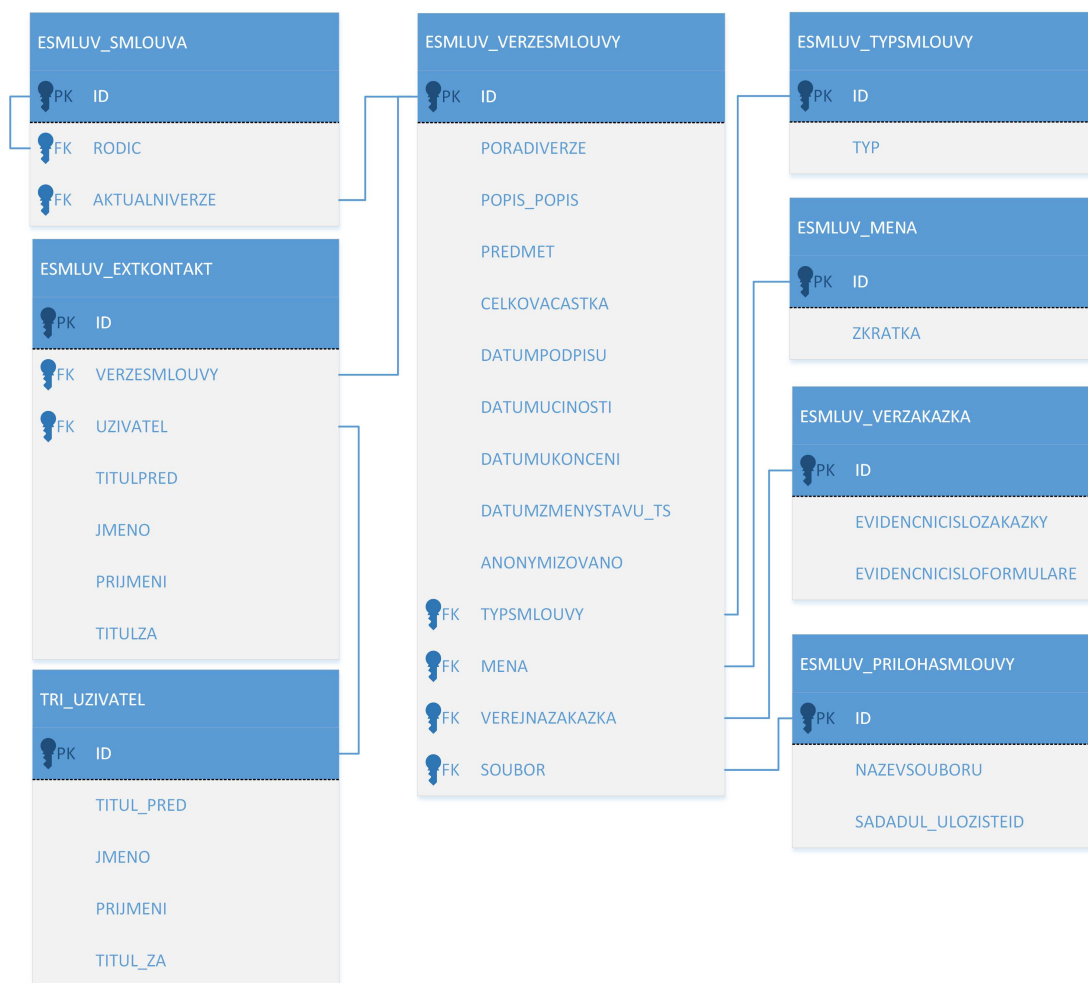 ESMLUV_SMLOUVA
PK ID
FK RODIC
FK AKTUALNIVERZE
ESMLUV_EXTKONTAKT
PK ID
FK VERZESMLOUVY
FK UZIVATEL
TITULPRED
JMENO
PRIJMENI
TITULZA
TRI_UZIVATEL
PK ID
TITUL_PRED
JMENO
PRIJMENI
TITUL_ZA
ESMLUV_VERZESMLOUVY
PK ID
PORADIVERZE
POPIS_POPIS
PREDMET
CELKOVACASTKA
DATUMPODPISU
DATUMUCINOSTI
DATUMUKONCENI
DATUMZMENYSTAVU_TS
ANONYMIZOVANO
FK TYPSMLOUVY
FK MENA
FK VEREJNAZAKAZKA
FK SOUBOR
ESMLUV_TYPSMLOUVY
PK ID
TYP
ESMLUV_MENA
PK ID
ZKRATKA
ESMLUV_VERZAKAZKA
PK ID
EVIDENCNICISLOZAKAZKY
EVIDENCNICISLOFORMULARE
ESMLUV_PRILOHASMLOUVY
PK ID
NAZEVSOUBORU
SADADUL_ULOZISTEID